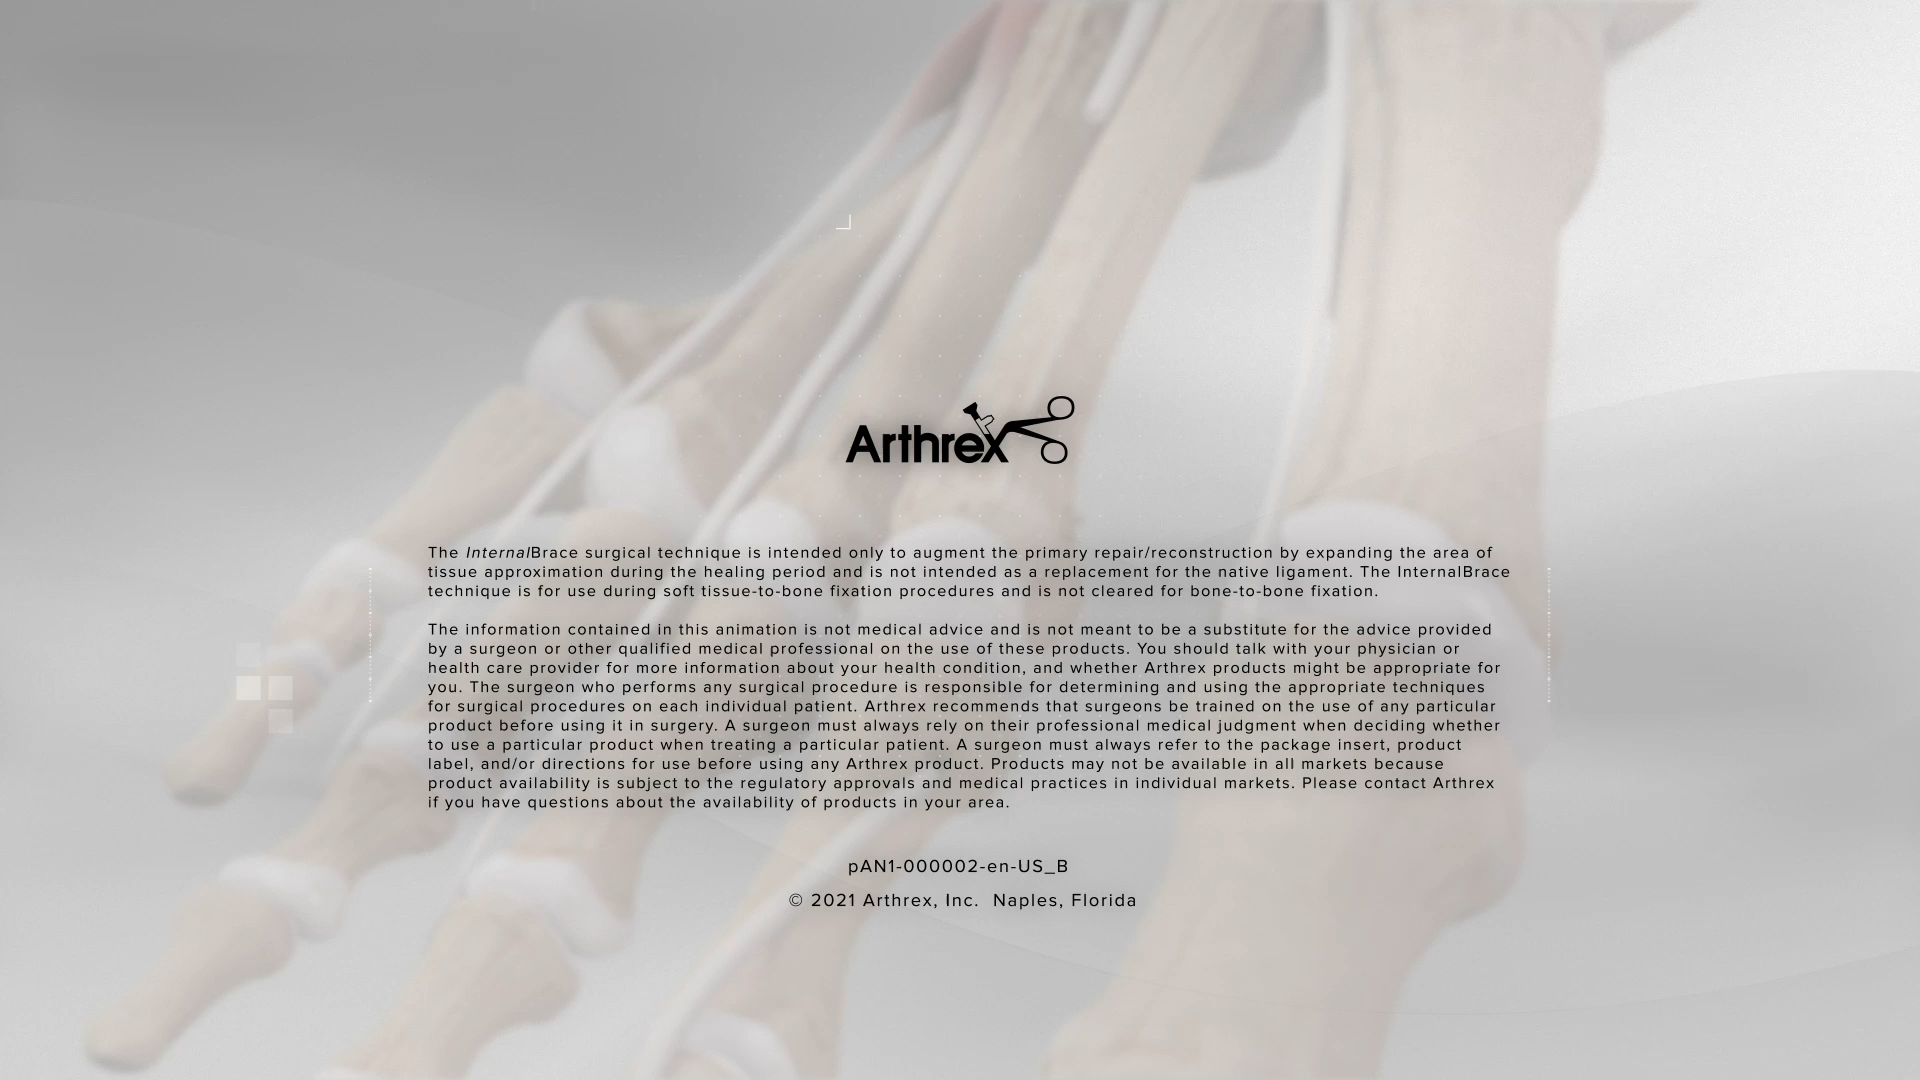 Arthrex
The InternalBrace surgical technique is intended only to augment the primary repair/reconstruction by expanding the area of
tissue approximation during the healing period and is not intended as a replacement for the native ligament. The InternalBrace
technique is for use during soft tissue-to-bone fixation procedures and is not cleared for bone-to-bone fixation.
The information contained in this animation is not medical advice and is not meant to be a substitute for the advice provided
by a surgeon or other qualified medical professional on the use of these products. You should talk with your physician or
health care provider for more information about your health condition, and whether Arthrex products might be appropriate for
you. The surgeon who performs any surgical procedure is responsible for determining and using the appropriate techniques
for surgical procedures on each individual patient. Arthrex recommends that surgeons be trained on the use of any particular
product before using it in surgery. A surgeon must always rely on their professional medical judgment when deciding whether
to use a particular product when treating a particular patient. A surgeon must always refer to the package insert, product
label, and/or directions for use before using any Arthrex product. Products may not be available in all markets because
product availability is subject to the regulatory approvals and medical practices in individual markets. Please contact Arthrex
if you have questions about the availability of products in your area.
pAN1-000002-en-US_B
© 2021 Arthrex, Inc. Naples, Florida